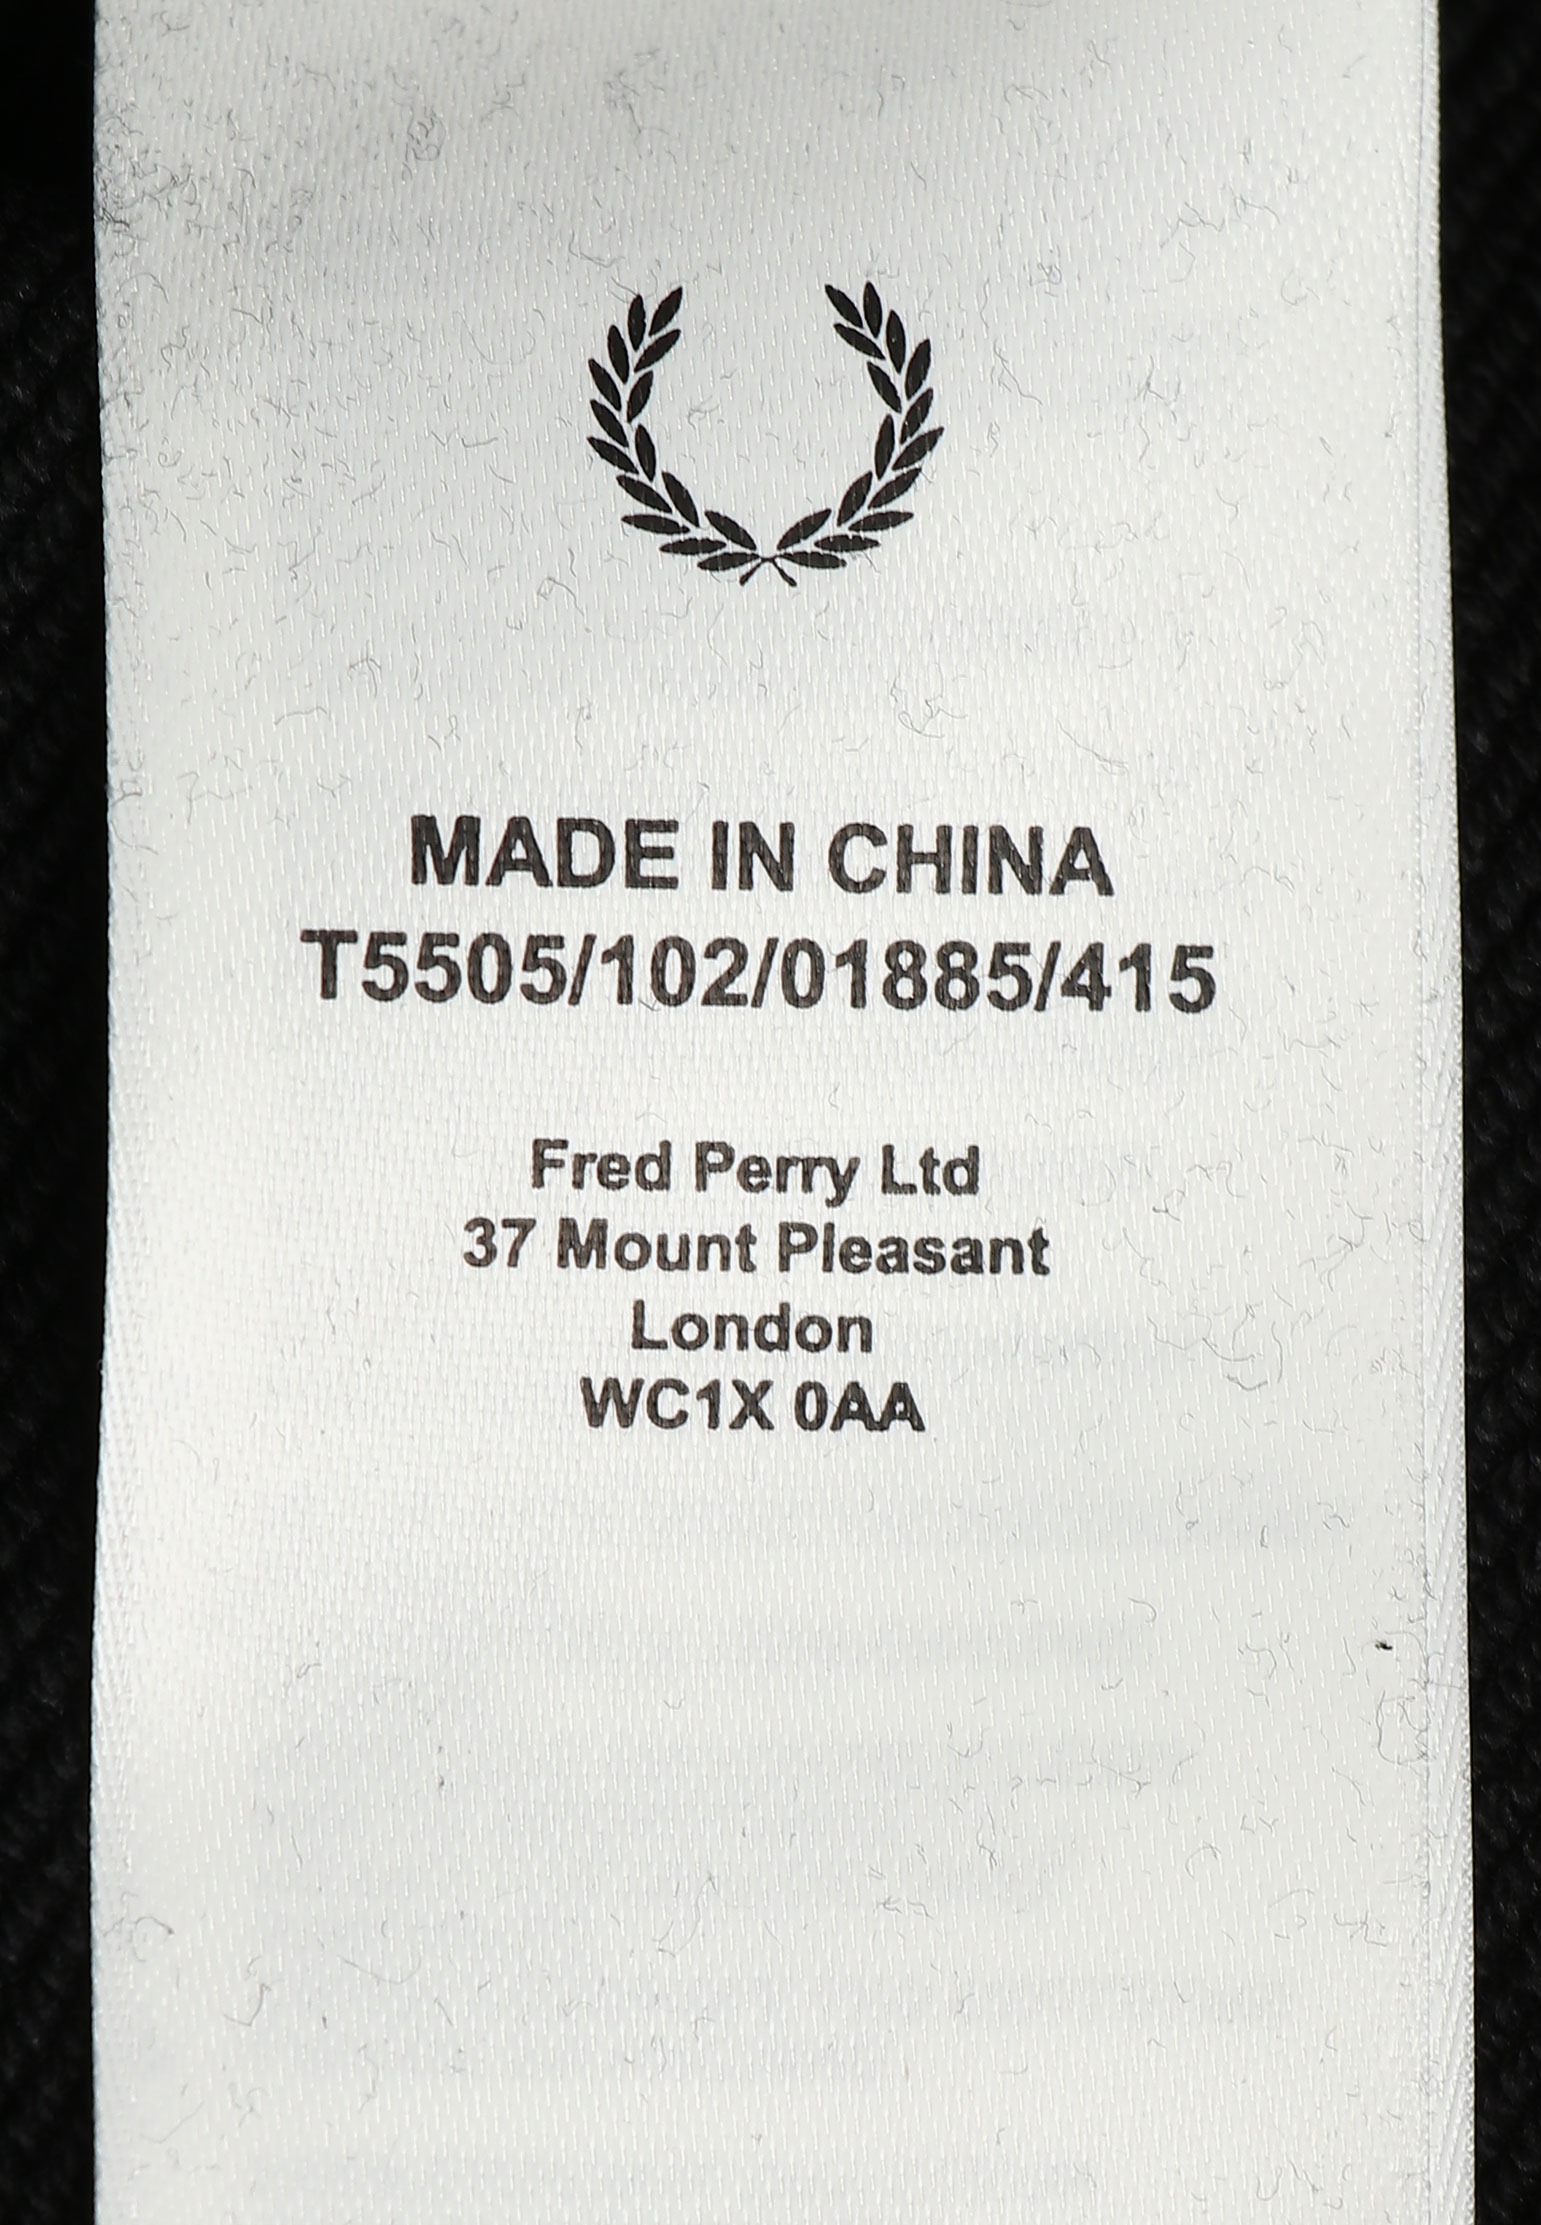 MADE IN CHINA
T5505/102/01885/415
Fred Perry Ltd
37 Mount Pleasant
London
WC1X 0AA